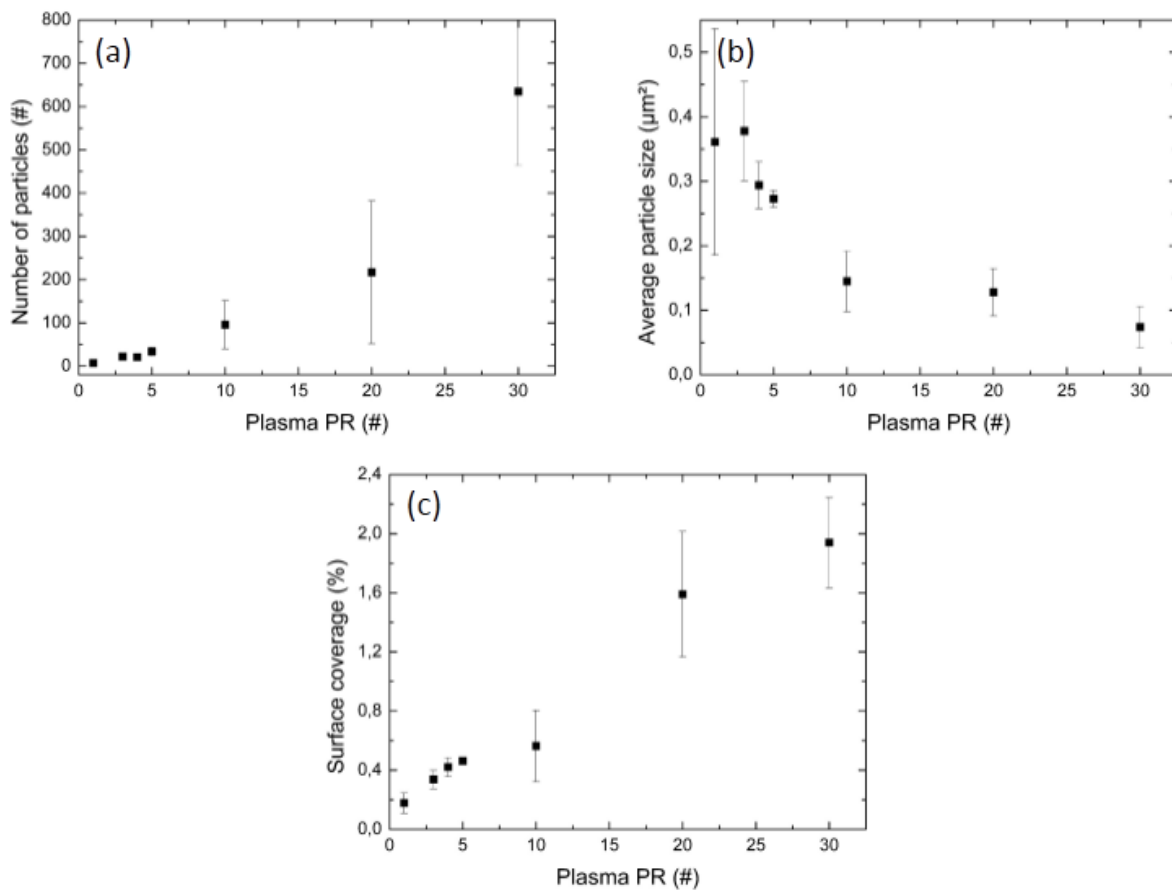 (a)
Number of particles (#)
800
700
600
500
400
300
200
100
0
0 5 10 15 20 25 30
Plasma PR (#)
(b)
Average particle size (µm²)
0,5
0,4
0,3
0,2
0,1
0,0
0 5 10 15 20 25 30
Plasma PR (#)
(c)
Surface coverage (%)
2,4
2,0
1,6
1,2
0,8
0,4
0,0
0 5 10 15 20 25 30
Plasma PR (#)